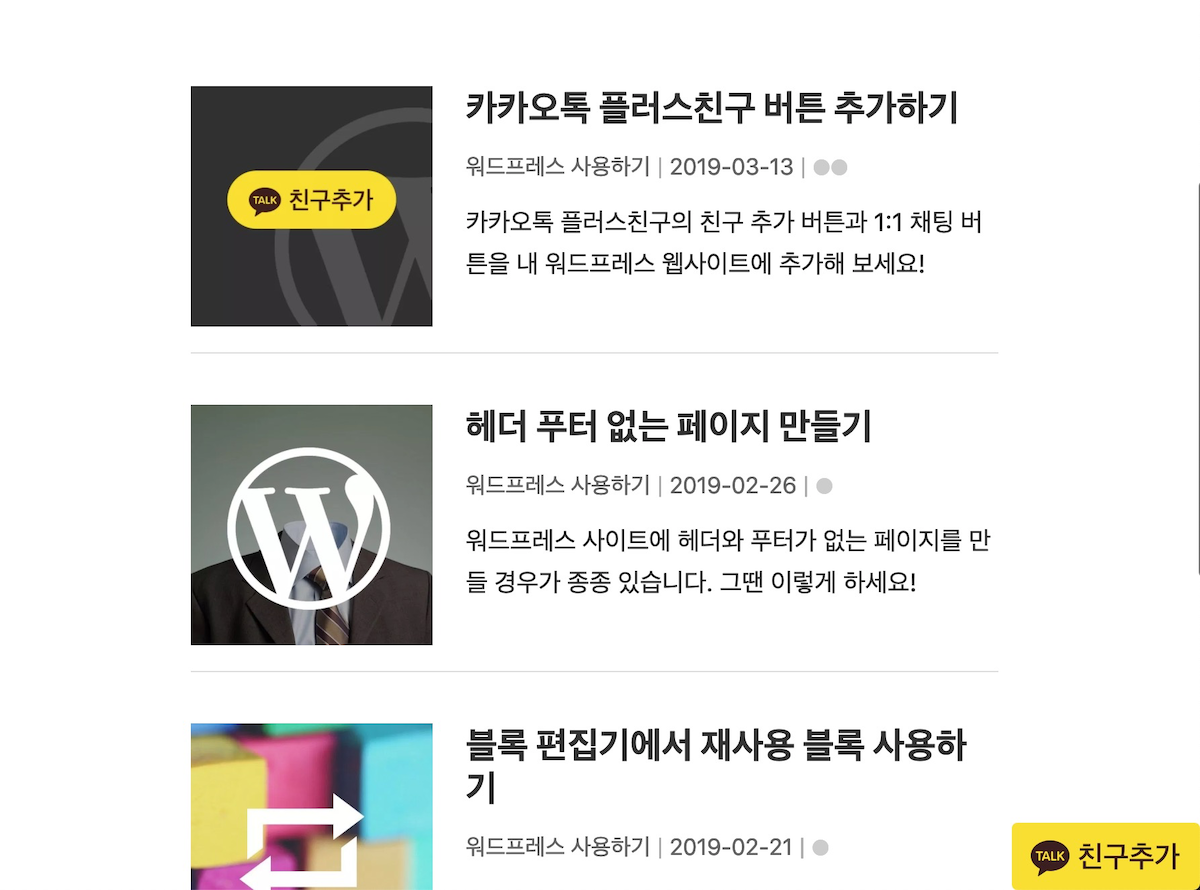 카카오톡 플러스친구 버튼 추가하기
TALK 친구추가
워드프레스 사용하기 | 2019-03-13 |
카카오톡 플러스친구의 친구 추가 버튼과 1:1 채팅 버
튼을 내 워드프레스 웹사이트에 추가해 보세요!
헤더 푸터 없는 페이지 만들기
워드프레스 사용하기 | 2019-02-26 |
워드프레스 사이트에 헤더와 푸터가 없는 페이지를 만
들 경우가 종종 있습니다. 그땐 이렇게 하세요!
블록 편집기에서 재사용 블록 사용하
기
워드프레스 사용하기 | 2019-02-21 |
TALK 친구추가